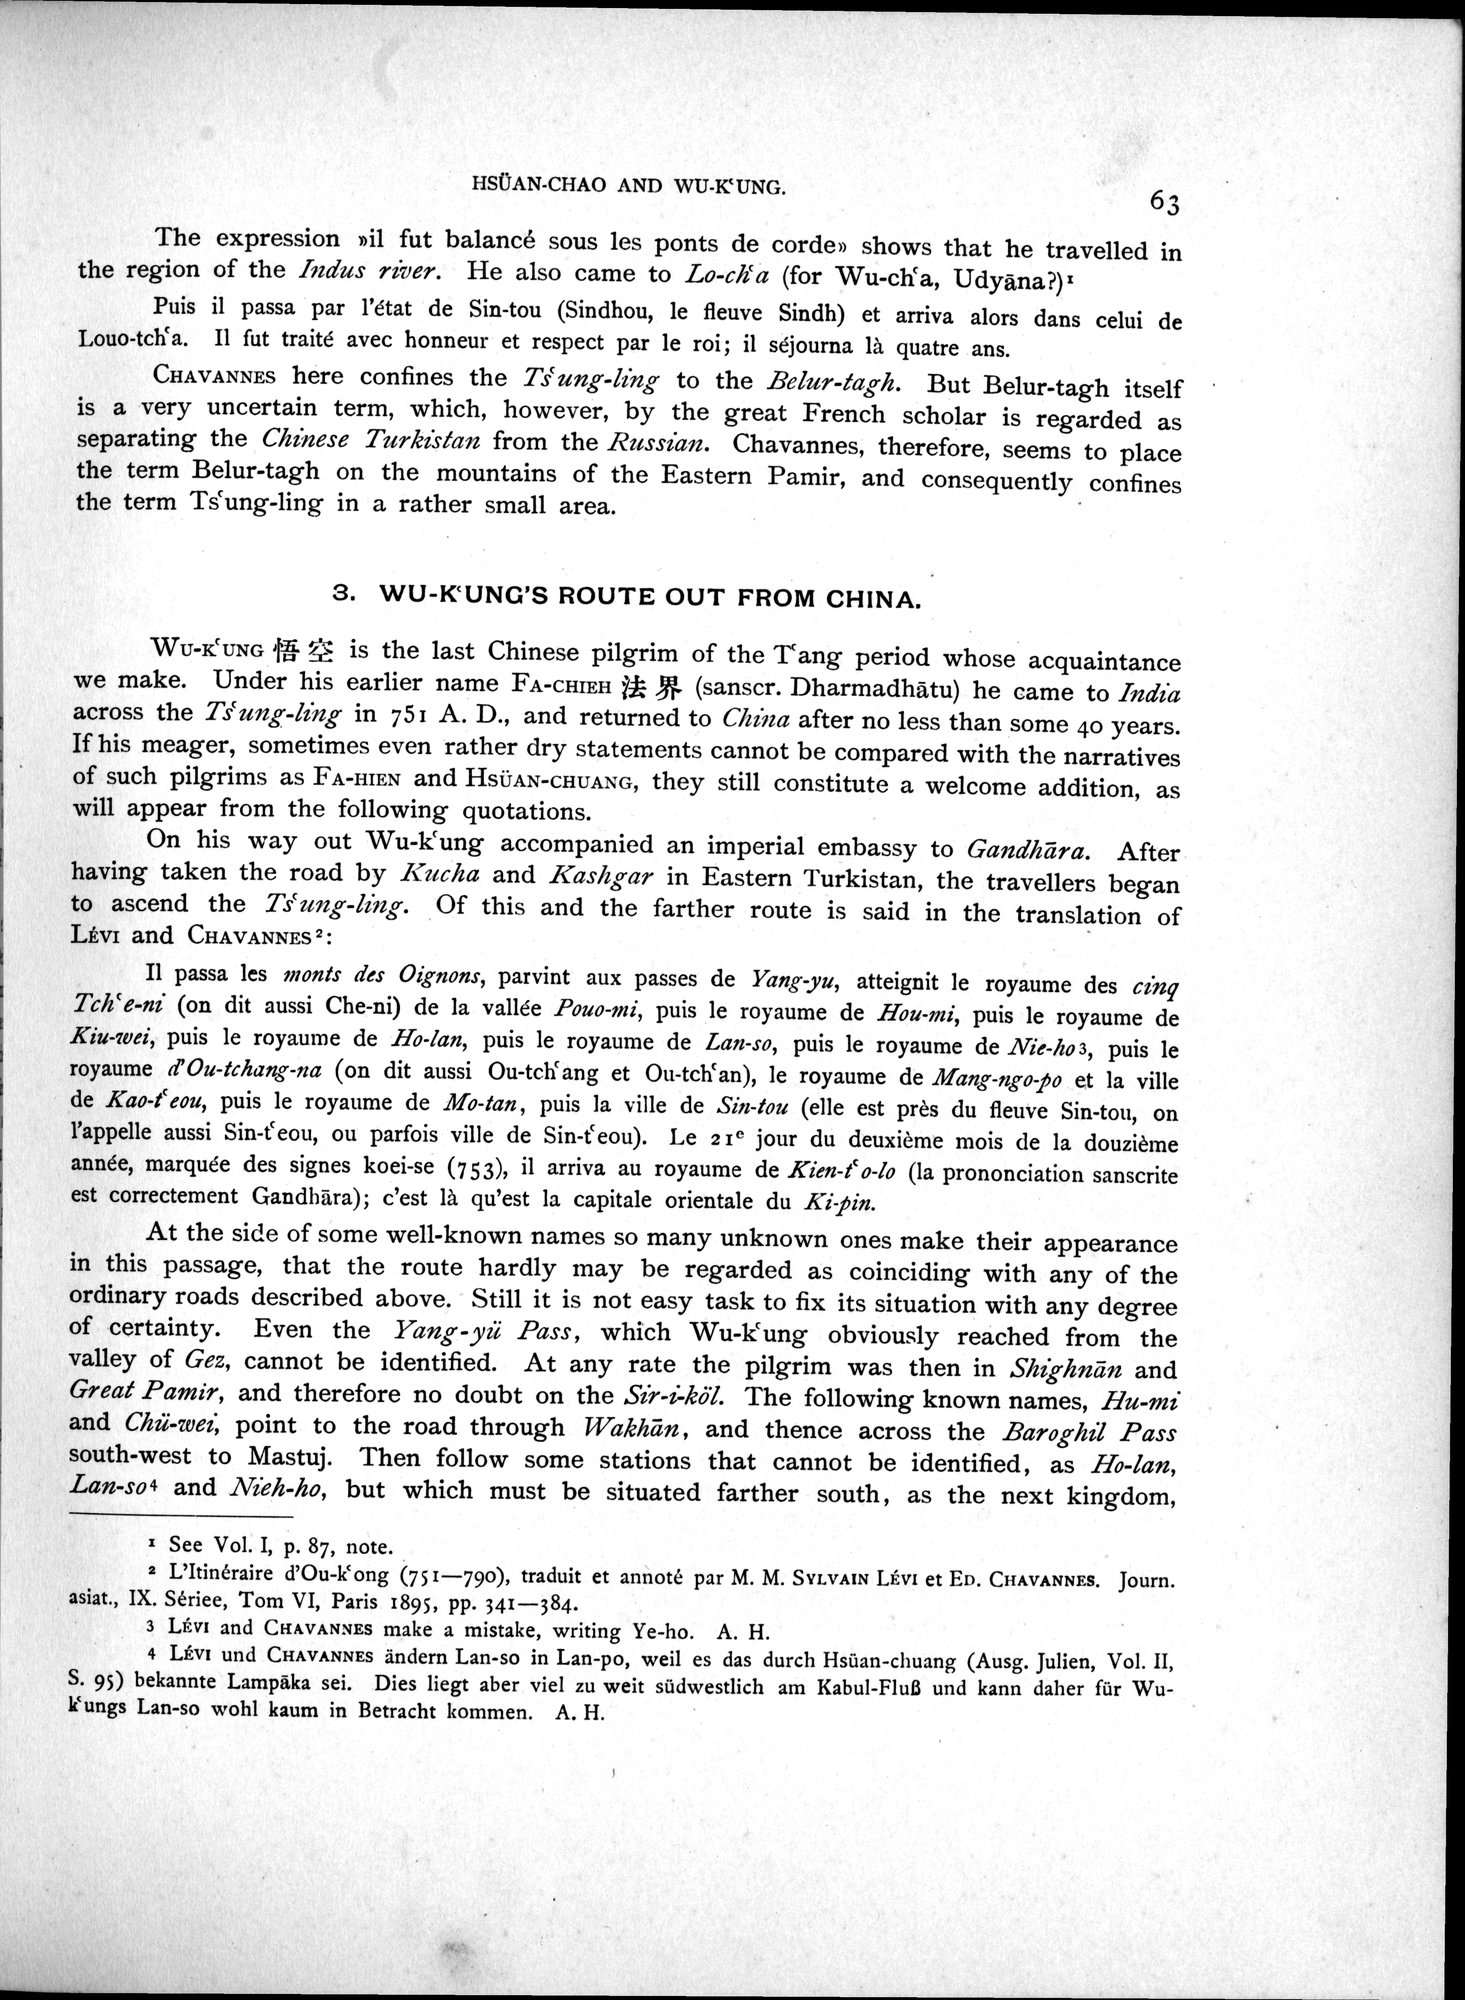 HSÜAN-CHAO AND WU-KʿUNG.
63
The expression »il fut balancé sous les ponts de corde» shows that he travelled in
the region of the Indus river. He also came to Lo-chʿa (for Wu-chʿa, Udyāna?)¹
Puis il passa par l'état de Sin-tou (Sindhou, le fleuve Sindh) et arriva alors dans celui de
Louo-tchʿa. Il fut traité avec honneur et respect par le roi; il séjourna là quatre ans.
CHAVANNES here confines the Tsʿung-ling to the Belur-tagh. But Belur-tagh itself
is a very uncertain term, which, however, by the great French scholar is regarded as
separating the Chinese Turkistan from the Russian. Chavannes, therefore, seems to place
the term Belur-tagh on the mountains of the Eastern Pamir, and consequently confines
the term Tsʿung-ling in a rather small area.
3. WU-KʿUNG'S ROUTE OUT FROM CHINA.
WU-KʿUNG 悟空 is the last Chinese pilgrim of the Tʿang period whose acquaintance
we make. Under his earlier name FA-CHIEH 法界 (sanscr. Dharmadhātu) he came to India
across the Tsʿung-ling in 751 A. D., and returned to China after no less than some 40 years.
If his meager, sometimes even rather dry statements cannot be compared with the narratives
of such pilgrims as FA-HIEN and HSÜAN-CHUANG, they still constitute a welcome addition, as
will appear from the following quotations.
On his way out Wu-kʿung accompanied an imperial embassy to Gandhāra. After
having taken the road by Kucha and Kashgar in Eastern Turkistan, the travellers began
to ascend the Tsʿung-ling. Of this and the farther route is said in the translation of
LÉVI and CHAVANNES²:
Il passa les monts des Oignons, parvint aux passes de Yang-yu, atteignit le royaume des cinq
Tchʿe-ni (on dit aussi Che-ni) de la vallée Pouo-mi, puis le royaume de Hou-mi, puis le royaume de
Kiu-wei, puis le royaume de Ho-lan, puis le royaume de Lan-so, puis le royaume de Nie-ho³, puis le
royaume d'Ou-tchang-na (on dit aussi Ou-tchʿang et Ou-tchʿan), le royaume de Mang-ngo-po et la ville
de Kao-tʿeou, puis le royaume de Mo-tan, puis la ville de Sin-tou (elle est près du fleuve Sin-tou, on
l'appelle aussi Sin-tʿeou, ou parfois ville de Sin-tʿeou). Le 21ᵉ jour du deuxième mois de la douzième
année, marquée des signes koei-se (753), il arriva au royaume de Kien-tʿo-lo (la prononciation sanscrite
est correctement Gandhāra); c'est là qu'est la capitale orientale du Ki-pin.
At the side of some well-known names so many unknown ones make their appearance
in this passage, that the route hardly may be regarded as coinciding with any of the
ordinary roads described above. Still it is not easy task to fix its situation with any degree
of certainty. Even the Yang-yü Pass, which Wu-kʿung obviously reached from the
valley of Gez, cannot be identified. At any rate the pilgrim was then in Shighnān and
Great Pamir, and therefore no doubt on the Sir-i-köl. The following known names, Hu-mi
and Chü-wei, point to the road through Wakhān, and thence across the Baroghil Pass
south-west to Mastuj. Then follow some stations that cannot be identified, as Ho-lan,
Lan-so⁴ and Nieh-ho, but which must be situated farther south, as the next kingdom,
¹ See Vol. I, p. 87, note.
² L'Itinéraire d'Ou-kʿong (751—790), traduit et annoté par M. M. SYLVAIN LÉVI et ED. CHAVANNES. Journ.
asiat., IX. Sériee, Tom VI, Paris 1895, pp. 341—384.
³ LÉVI and CHAVANNES make a mistake, writing Ye-ho. A. H.
⁴ LÉVI und CHAVANNES ändern Lan-so in Lan-po, weil es das durch Hsüan-chuang (Ausg. Julien, Vol. II,
S. 95) bekannte Lampāka sei. Dies liegt aber viel zu weit südwestlich am Kabul-Fluß und kann daher für Wu-
kʿungs Lan-so wohl kaum in Betracht kommen. A. H.